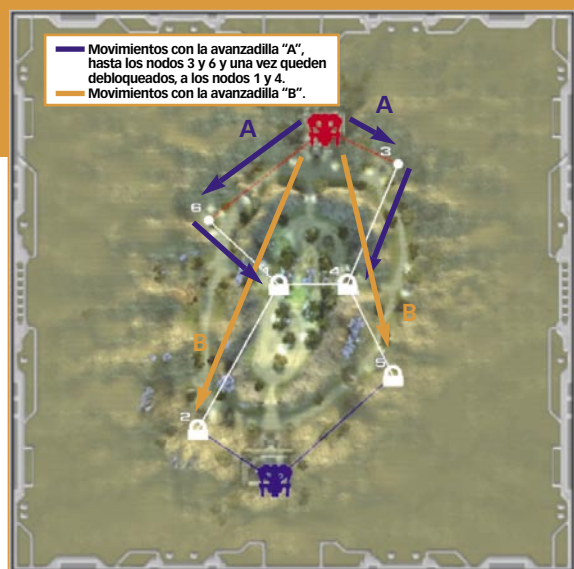 Movimientos con la avanzadilla “A”,
hasta los nodos 3 y 6 y una vez queden
debloqueados, a los nodos 1 y 4.
Movimientos con la avanzadilla “B”.
A
A
3
6
1
4
B
B
5
2